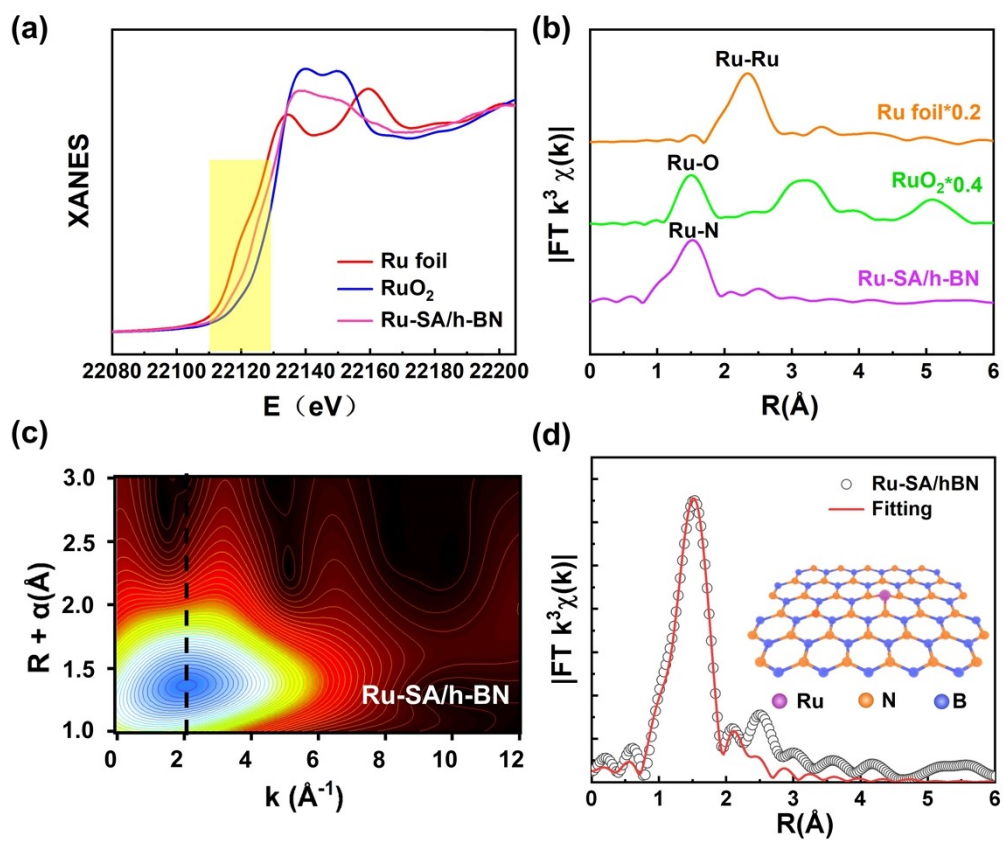 (a)
XANES
Ru foil
RuO₂
Ru-SA/h-BN
22080 22100 22120 22140 22160 22180 22200
E（eV）
(b)
|FT k³ χ(k)|
Ru-Ru
Ru foil*0.2
Ru-O
RuO₂*0.4
Ru-N
Ru-SA/h-BN
0 1 2 3 4 5 6
R(Å)
(c)
R + α(Å)
3.0
2.5
2.0
1.5
1.0
Ru-SA/h-BN
0 2 4 6 8 10 12
k (Å⁻¹)
(d)
|FT k³χ(k)|
Ru-SA/hBN
Fitting
Ru N B
0 1 2 3 4 5 6
R(Å)